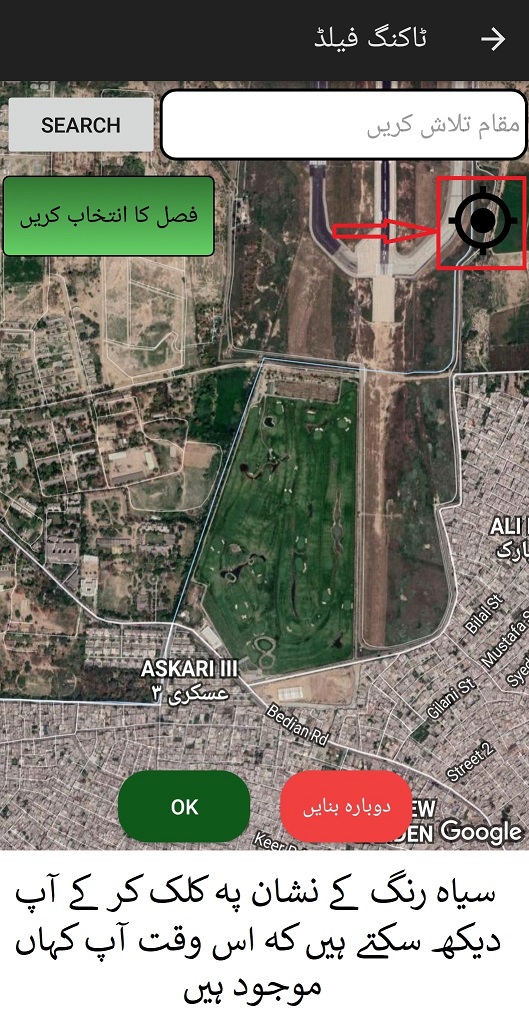 ٹاکنگ فیلڈ
SEARCH
مقام تلاش کریں
فصل کا انتخاب کریں
ALI
ارک
Bilal St
Mustafa
Gilani St
Street 2
ASKARI III
عسکری ۳
Bedian Rd
OK
دوبارہ بنایں
Google
سیاہ رنگ کے نشان پہ کلک کر کے آپ
دیکھ سکتے ہیں کہ اس وقت آپ کہاں
موجود ہیں